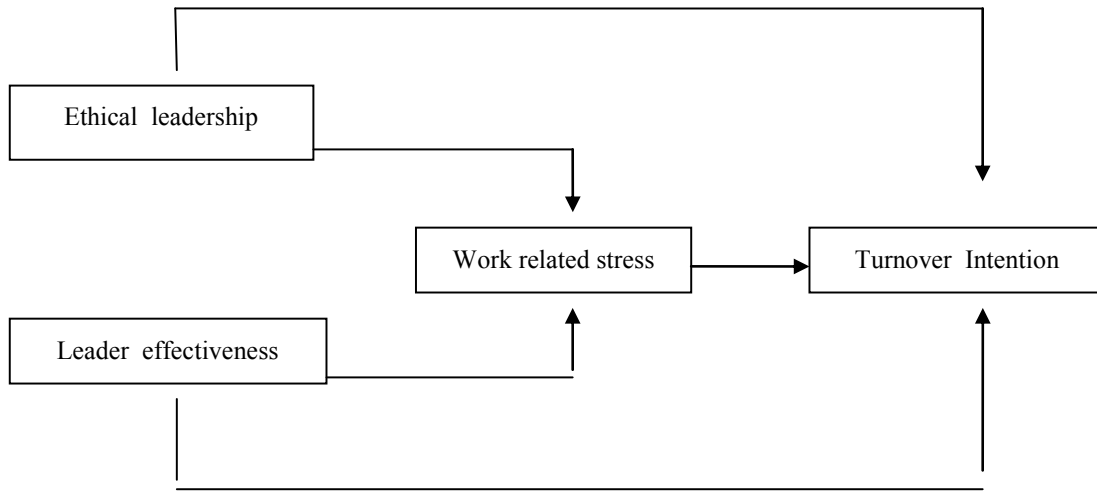 Ethical leadership
Work related stress
Turnover Intention
Leader effectiveness